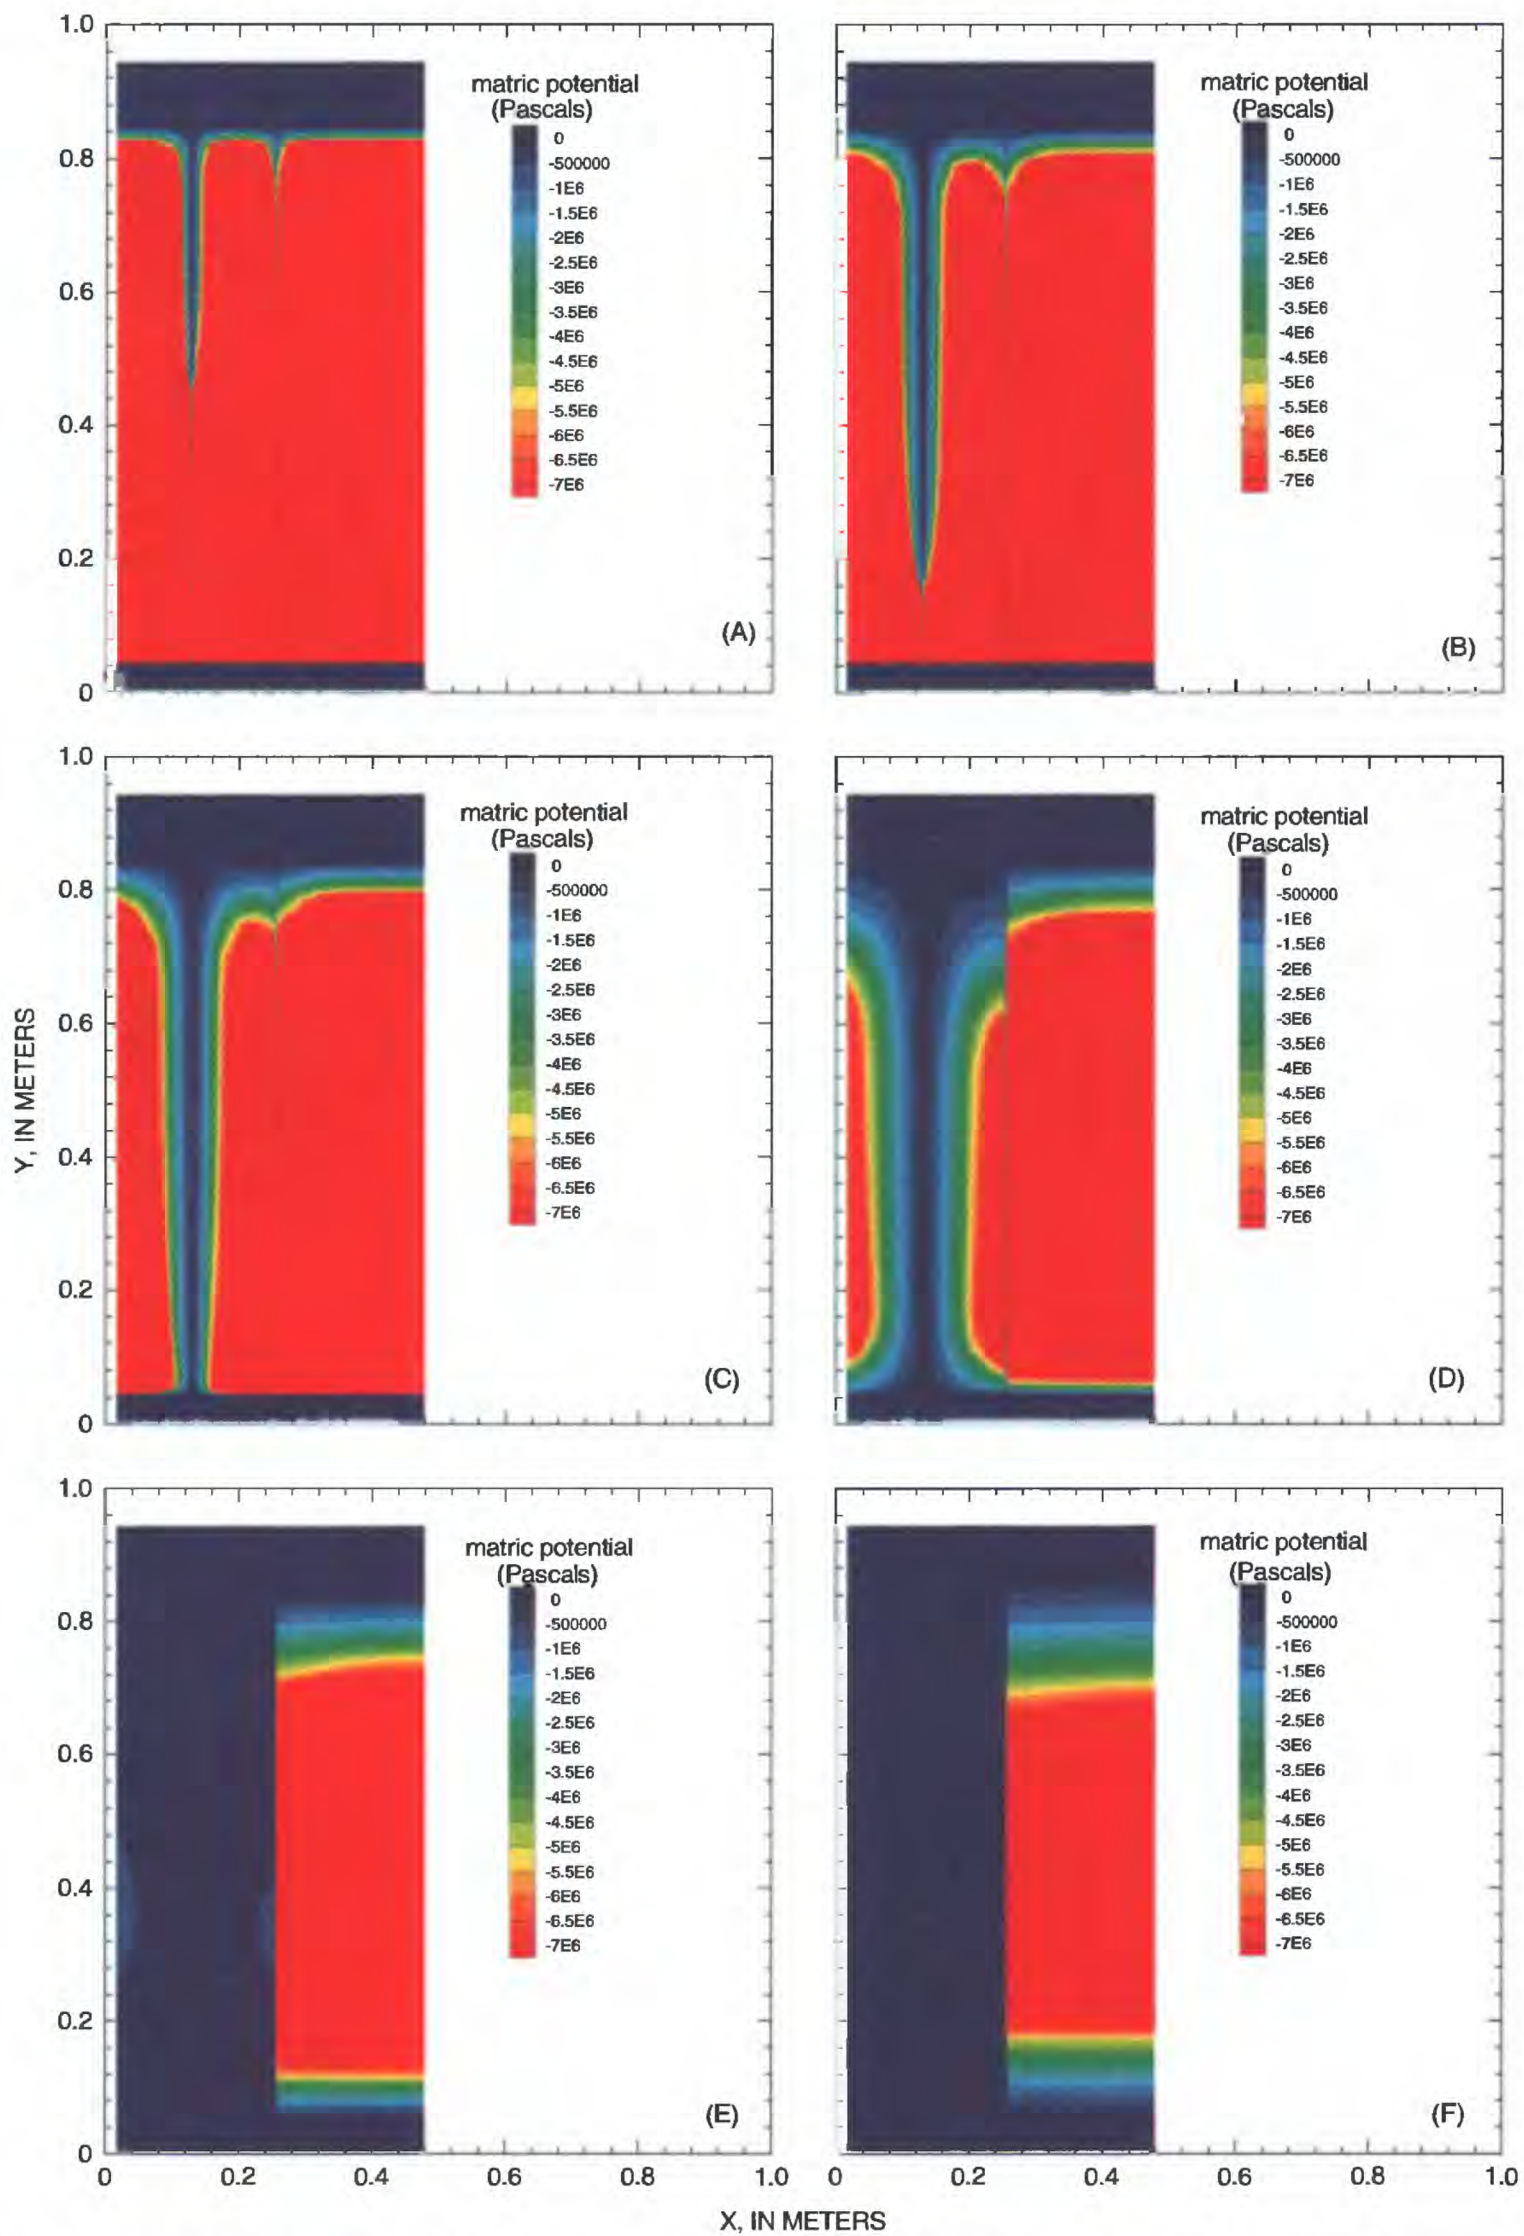 1.0
0.8
0.6
0.4
0.2
0
matric potential
(Pascals)
0
-500000
-1E6
-1.5E6
-2E6
-2.5E6
-3E6
-3.5E6
-4E6
-4.5E6
-5E6
-5.5E6
-6E6
-6.5E6
-7E6
(A)
matric potential
(Pascals)
0
-500000
-1E6
-1.5E6
-2E6
-2.5E6
-3E6
-3.5E6
-4E6
-4.5E6
-5E6
-5.5E6
-6E6
-6.5E6
-7E6
(B)
Y, IN METERS
1.0
0.8
0.6
0.4
0.2
0
matric potential
(Pascals)
0
-500000
-1E6
-1.5E6
-2E6
-2.5E6
-3E6
-3.5E6
-4E6
-4.5E6
-5E6
-5.5E6
-6E6
-6.5E6
-7E6
(C)
matric potential
(Pascals)
0
-500000
-1E6
-1.5E6
-2E6
-2.5E6
-3E6
-3.5E6
-4E6
-4.5E6
-5E6
-5.5E6
-6E6
-6.5E6
-7E6
(D)
1.0
0.8
0.6
0.4
0.2
0
matric potential
(Pascals)
0
-500000
-1E6
-1.5E6
-2E6
-2.5E6
-3E6
-3.5E6
-4E6
-4.5E6
-5E6
-5.5E6
-6E6
-6.5E6
-7E6
(E)
0 0.2 0.4 0.6 0.8 1.0
matric potential
(Pascals)
0
-500000
-1E6
-1.5E6
-2E6
-2.5E6
-3E6
-3.5E6
-4E6
-4.5E6
-5E6
-5.5E6
-6E6
-6.5E6
-7E6
(F)
0 0.2 0.4 0.6 0.8 1.0
X, IN METERS